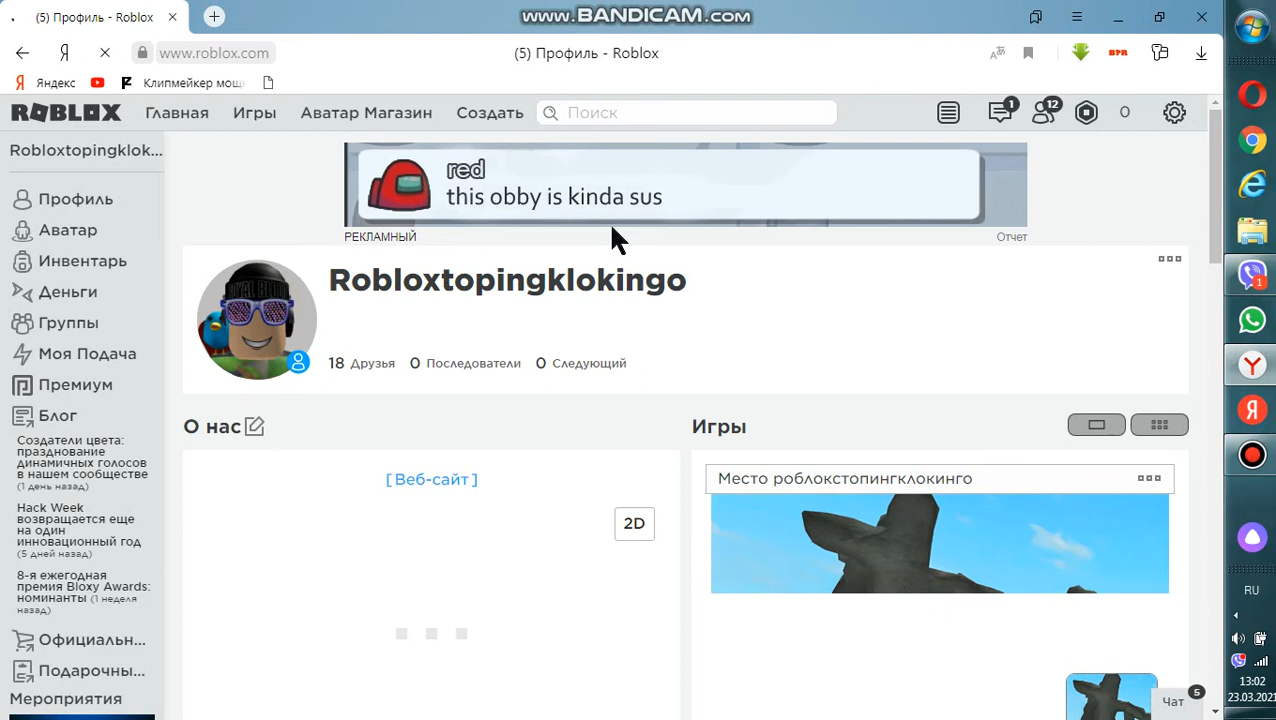 (5) Профиль - Roblox
www.BANDICAM.com
www.roblox.com
(5) Профиль - Roblox
Яндекс
Клипмейкер мощ
ROBLOX
Главная
Игры
Аватар Магазин
Создать
Поиск
1
12
0
Robloxtopingklok...
red
this obby is kinda sus
РЕКЛАМНЫЙ
Отчет
Профиль
Аватар
Инвентарь
Деньги
Группы
Моя Подача
Премиум
Блог
Создатели цвета:
празднование
динамичных голосов
в нашем сообществе
(1 день назад)
Hack Week
возвращается еще
на один
инновационный год
(5 дней назад)
8-я ежегодная
премия Bloxy Awards:
номинанты (1 неделя
назад)
Официальн...
Подарочны...
Мероприятия
Robloxtopingklokingo
18 Друзья 0 Последователи 0 Следующий
О нас
[ Веб-сайт ]
2D
Игры
Место роблокстопингклокинго
Чат
5
1
RU
13:02
23.03.2021